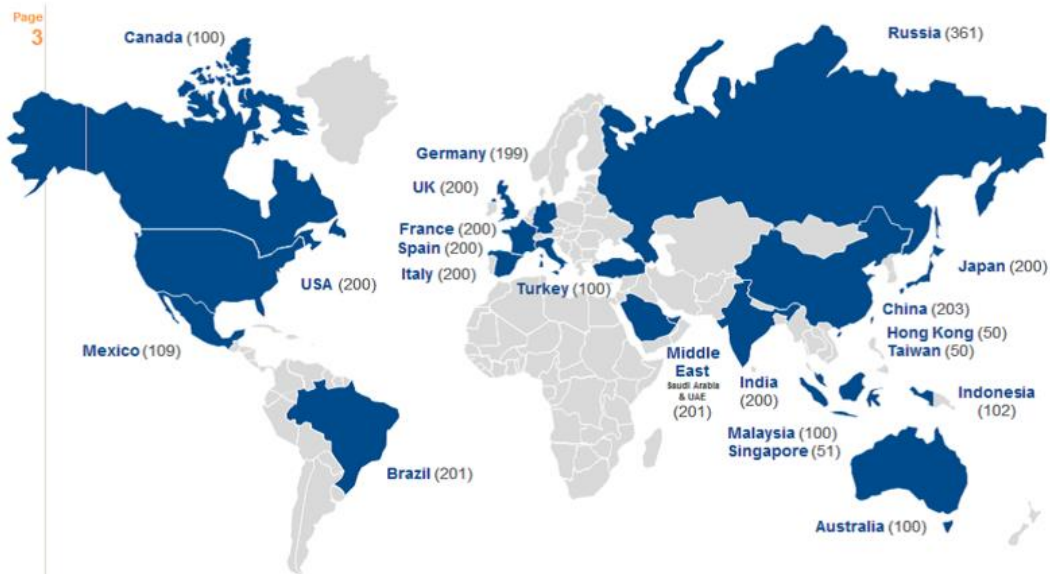 Page
3
Canada (100)
Russia (361)
Germany (199)
UK (200)
France (200)
Spain (200)
Italy (200)
USA (200)
Turkey (100)
Japan (200)
China (203)
Hong Kong (50)
Taiwan (50)
Mexico (109)
Middle
East
Saudi Arabia
& UAE
(201)
India
(200)
Indonesia
(102)
Malaysia (100)
Singapore (51)
Brazil (201)
Australia (100)